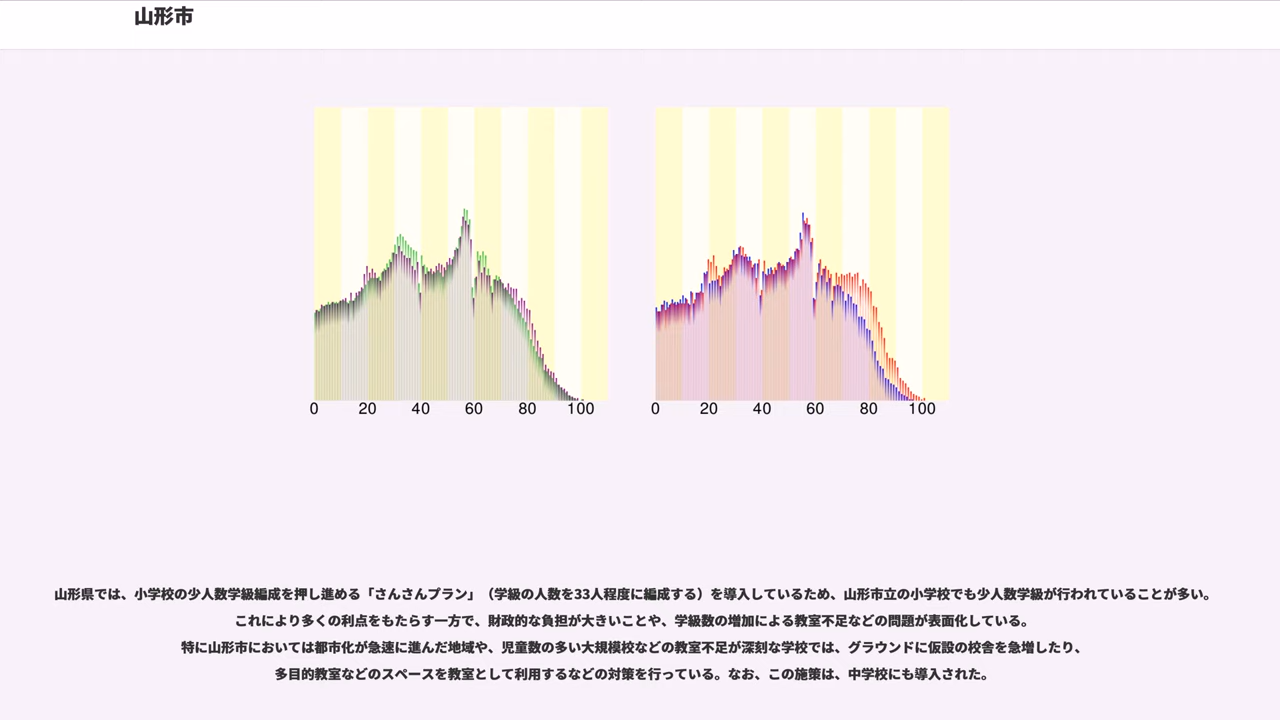 山形市
0 20 40 60 80 100
0 20 40 60 80 100
山形県では、小学校の少人数学級編成を押し進める「さんさんプラン」（学級の人数を33人程度に編成する）を導入しているため、山形市立の小学校でも少人数学級が行われていることが多い。
これにより多くの利点をもたらす一方で、財政的な負担が大きいことや、学級数の増加による教室不足などの問題が表面化している。
特に山形市においては都市化が急速に進んだ地域や、児童数の多い大規模校などの教室不足が深刻な学校では、グラウンドに仮設の校舎を急増したり、
多目的教室などのスペースを教室として利用するなどの対策を行っている。なお、この施策は、中学校にも導入された。